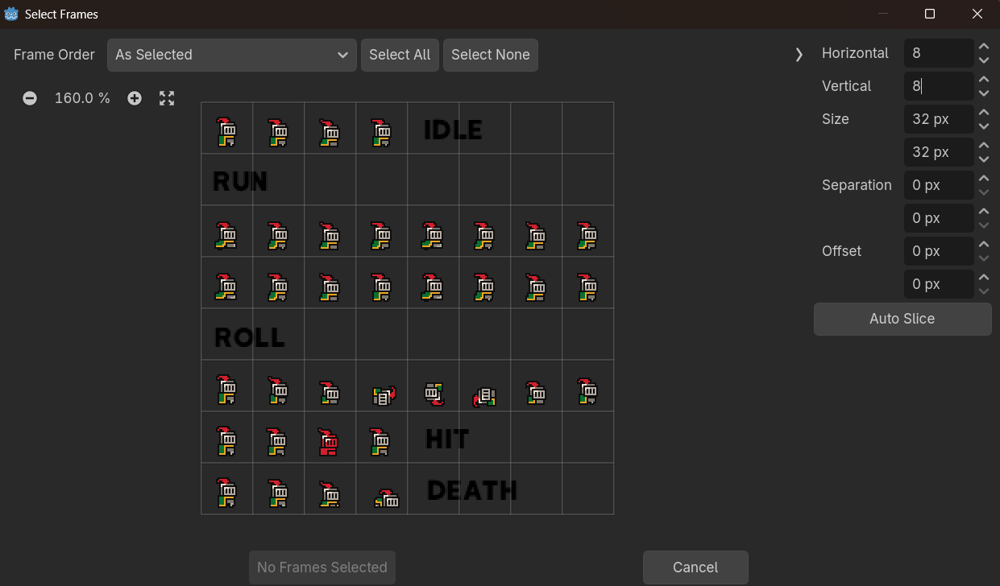 Select Frames
Frame Order As Selected Select All Select None
160.0 %
Horizontal 8
Vertical 8
Size 32 px
32 px
Separation 0 px
0 px
Offset 0 px
0 px
Auto Slice
IDLE
RUN
ROLL
HIT
DEATH
No Frames Selected Cancel